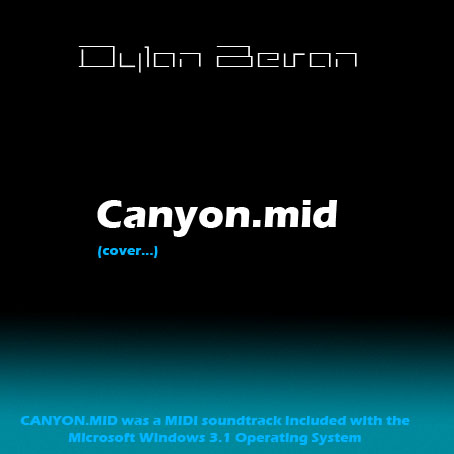 Dylan Beran
Canyon.mid
(cover...)
CANYON.MID was a MIDI soundtrack included with the
Microsoft Windows 3.1 Operating System